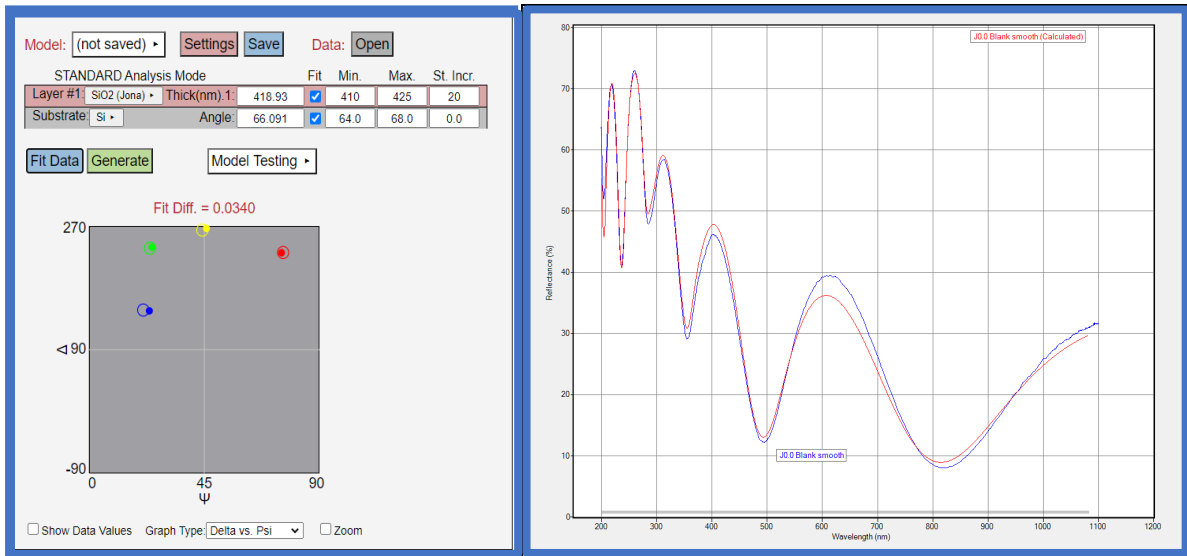 Model: (not saved) ▸ Settings Save Data: Open
STANDARD Analysis Mode Fit Min. Max. St. Incr.
Layer #1: SiO2 (Jona) ▸ Thick(nm).1: 418.93 410 425 20
Substrate: Si ▸ Angle: 66.091 64.0 68.0 0.0
Fit Data Generate Model Testing ▸
Fit Diff. = 0.0340
270
Δ 90
-90
0 45 90
Ψ
Show Data Values Graph Type: Delta vs. Psi Zoom
80
J0.0 Blank smooth (Calculated)
70
60
50
Reflectance (%)
40
30
20
J0.0 Blank smooth
10
0
200 300 400 500 600 700 800 900 1000 1100 1200
Wavelength (nm)